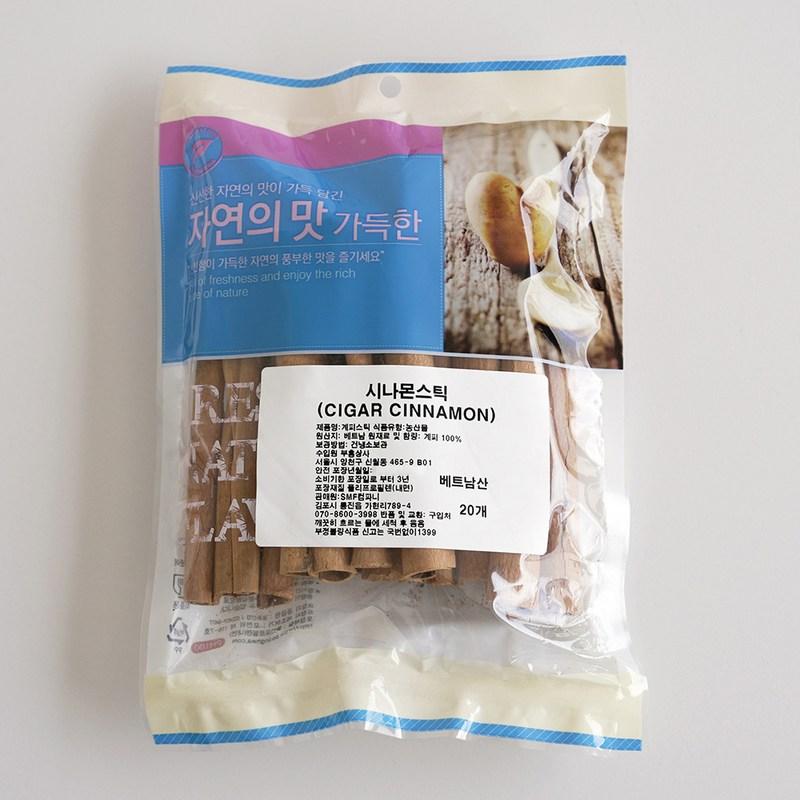 신선한 자연의 맛이 가득 담긴
자연의 맛 가득한
가득한 자연의 풍부한 맛을 즐기세요"
of freshness and enjoy the rich
of nature
시나몬스틱
(CIGAR CINNAMON)
제품명:계피스틱 식품유형:농산물
원산지: 베트남 원재료 및 함량: 계피 100%
보관방법: 건냉소보관
수입원 부흥상사
서울시 양천구 신월동 465-9 B01
안전 포장년월일:
소비기한 포장일로 부터 3년
포장재질 폴리프로필렌(내면)
판매원:SMF컴파니
김포시 통진읍 가현리789-4
070-8600-3998 반품 및 교환: 구입처
깨끗히 흐르는 물에 세척 후 음용
부정불량식품 신고는 국번없이1399
베트남산
20개